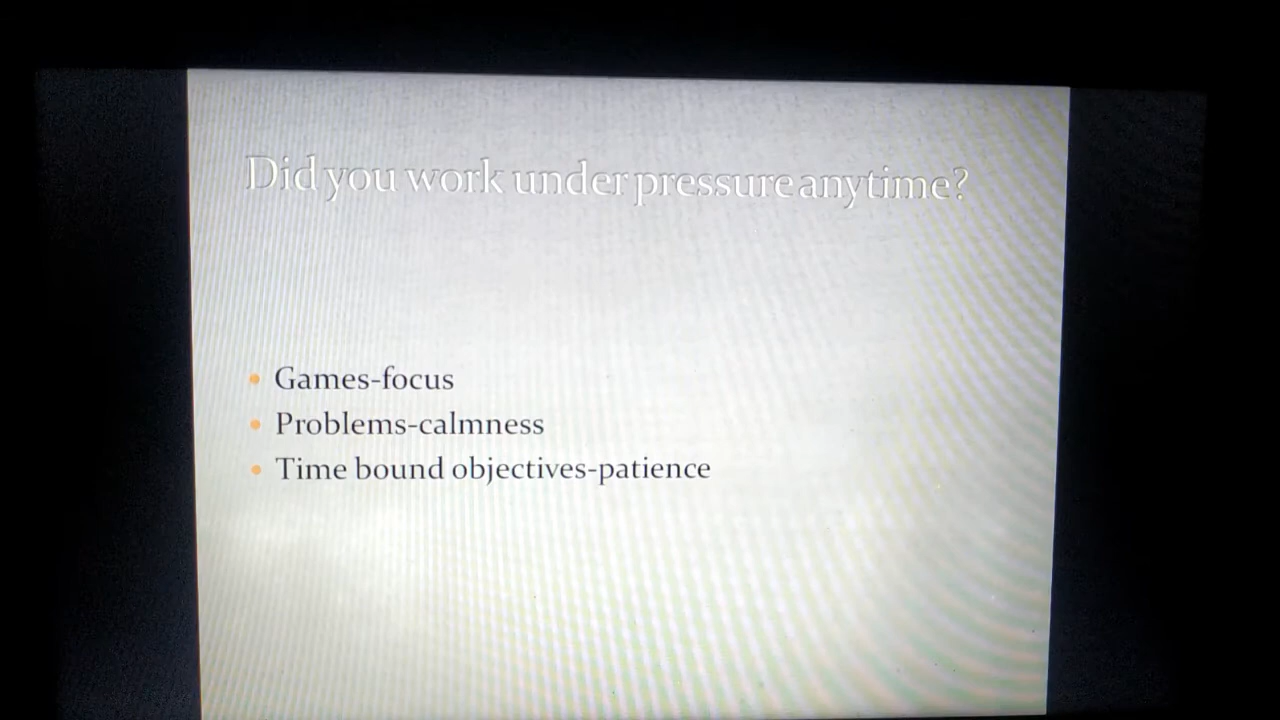 Did you work under pressure anytime?
Games-focus
Problems-calmness
Time bound objectives-patience